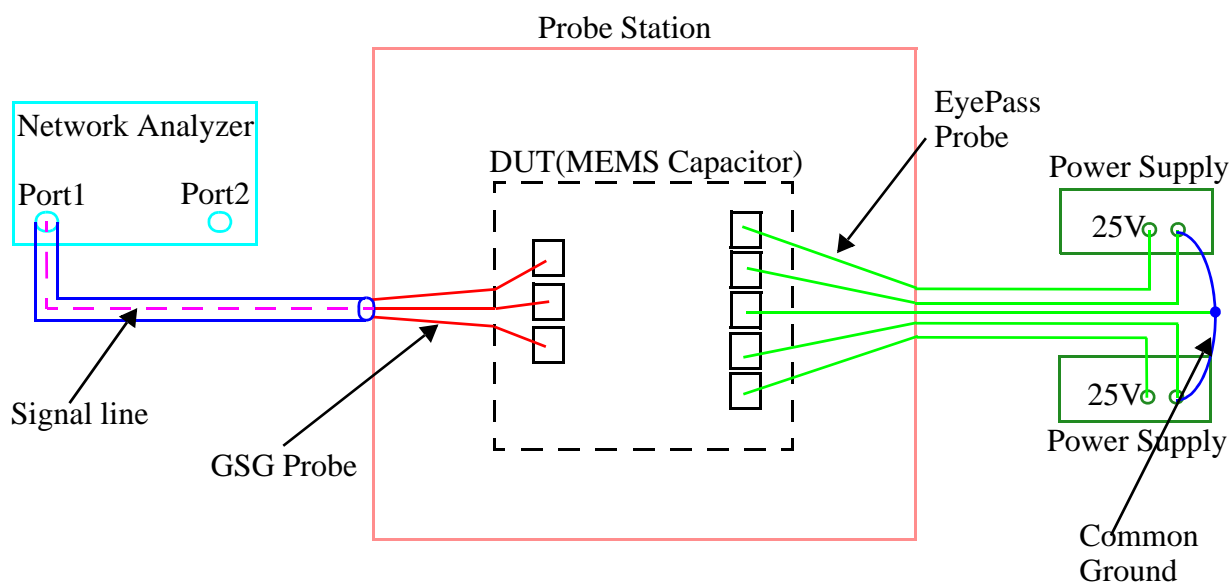 Probe Station
Network Analyzer
Port1
Port2
EyePass
Probe
DUT(MEMS Capacitor)
Power Supply
25V
Signal line
GSG Probe
25V
Power Supply
Common
Ground